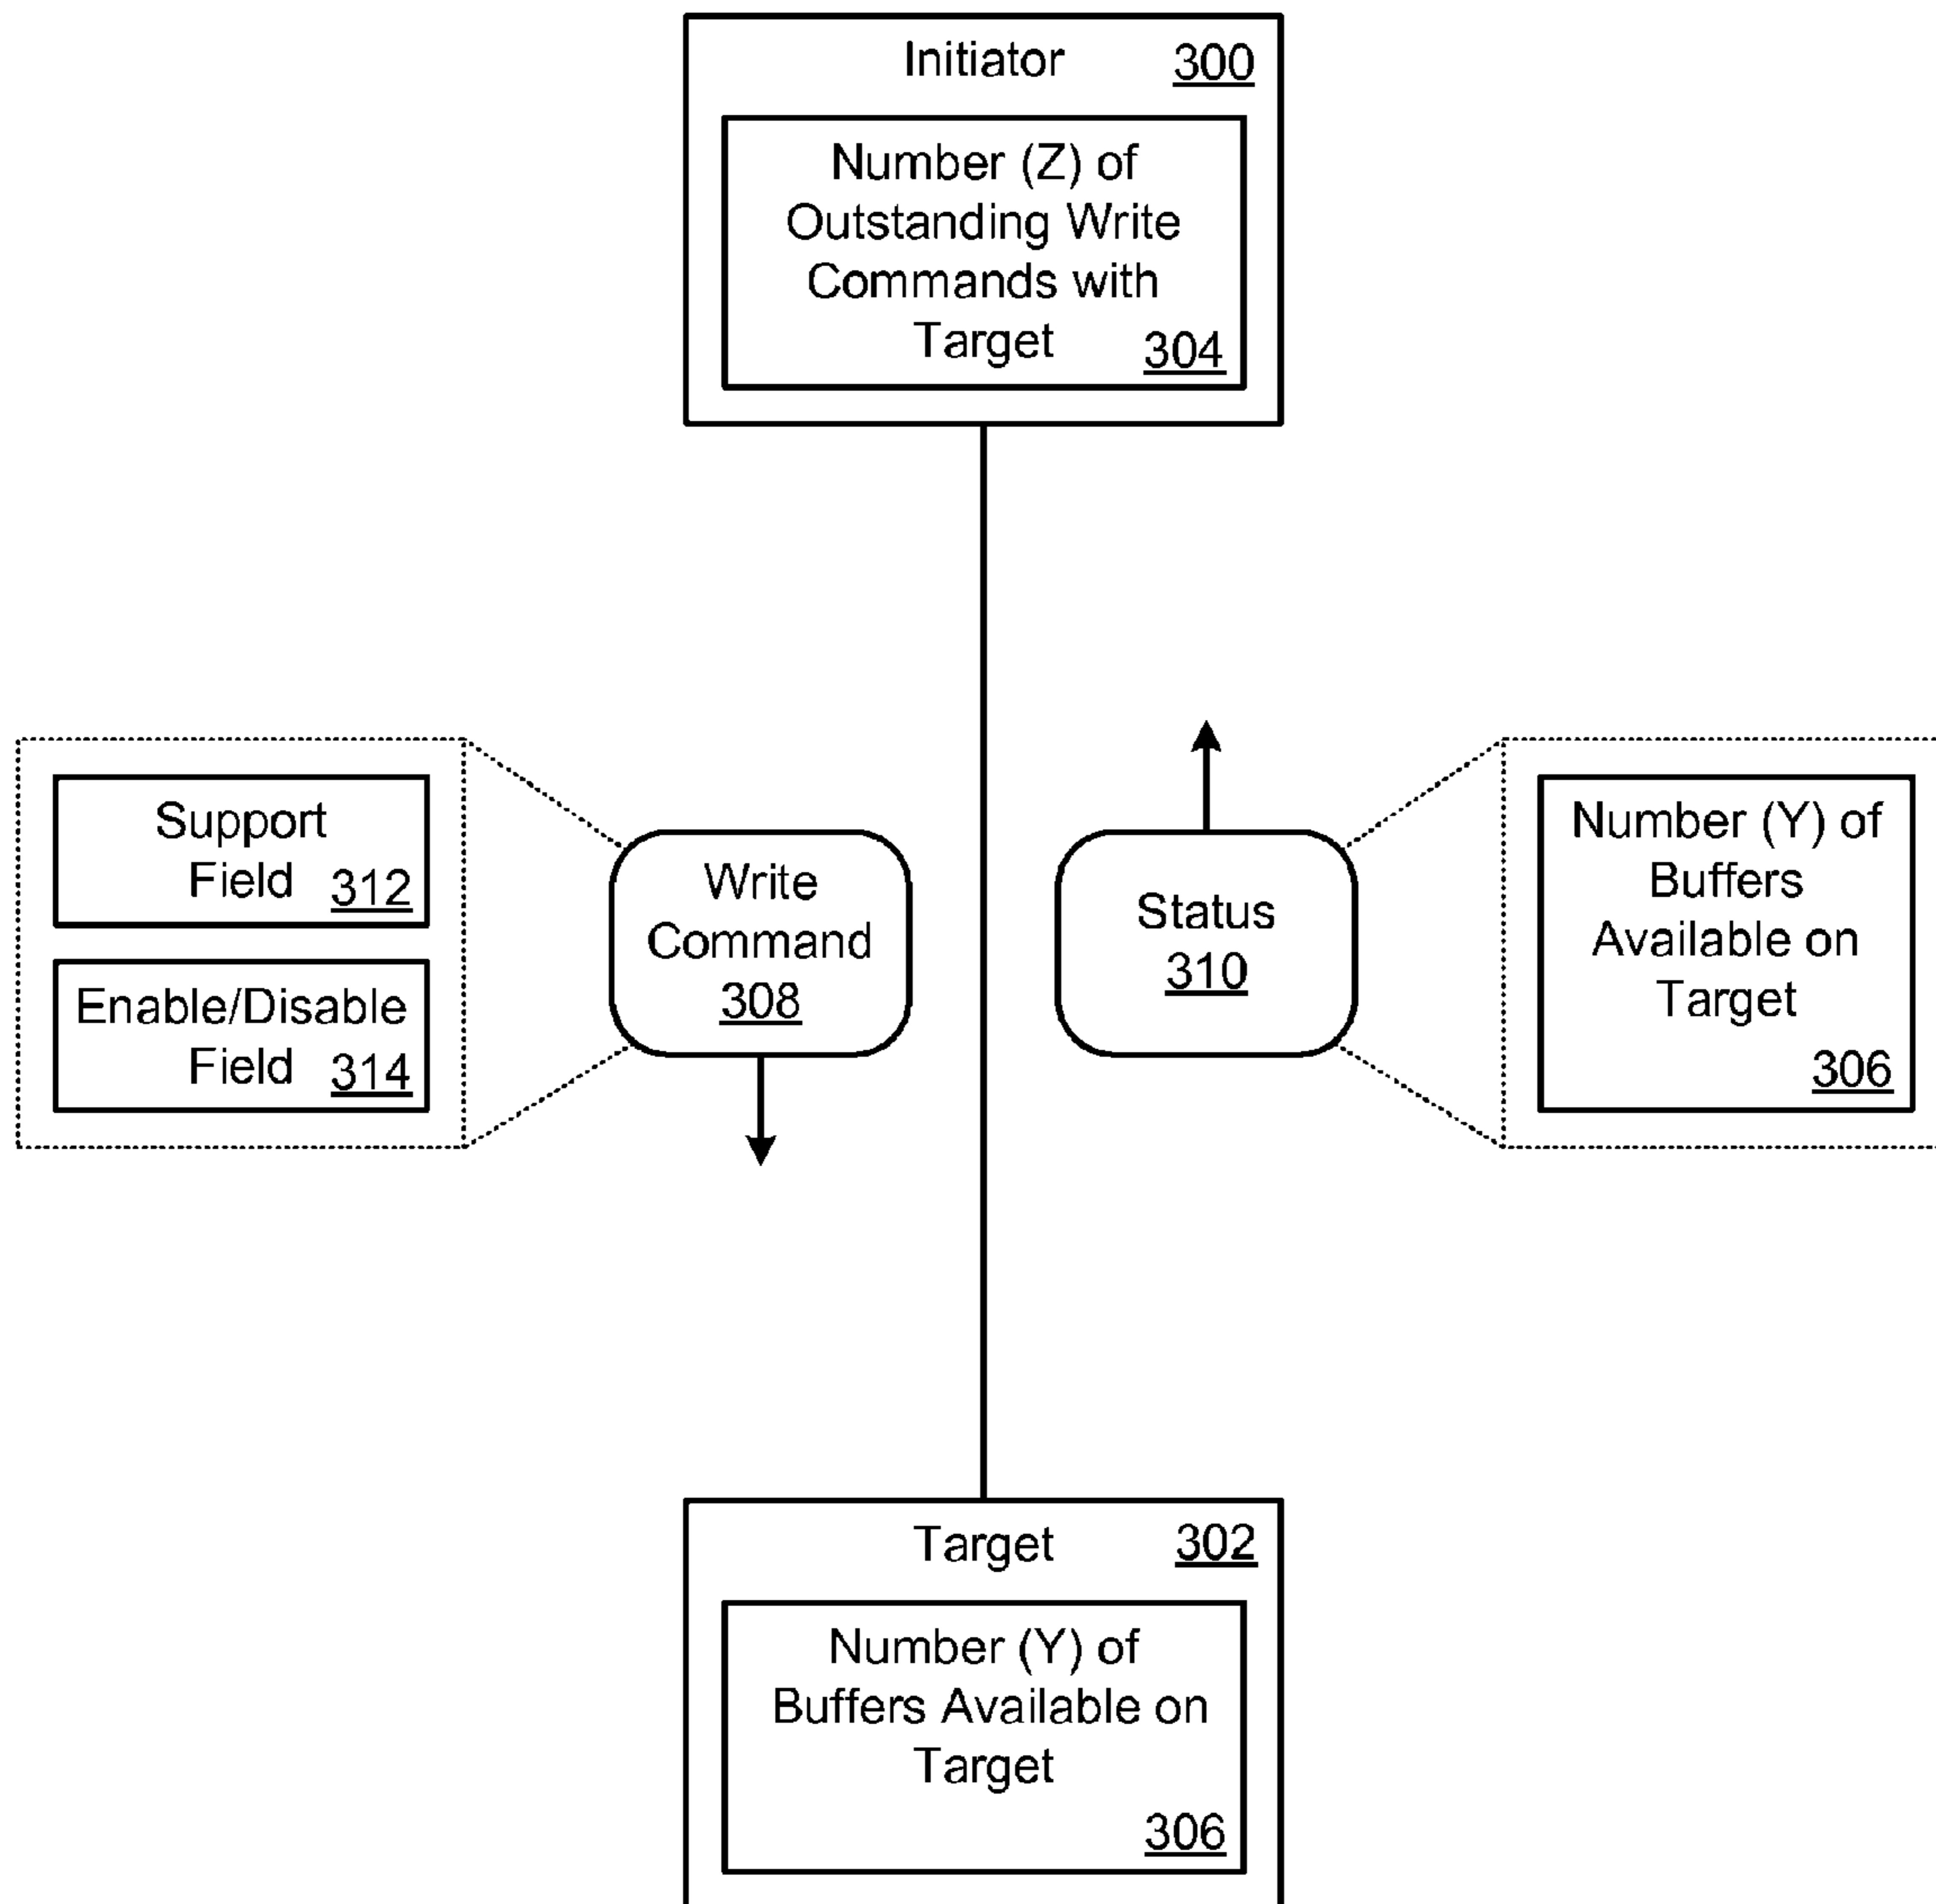 Initiator 300
Number (Z) of
Outstanding Write
Commands with
Target 304
Support
Field 312
Enable/Disable
Field 314
Write
Command
308
Status
310
Number (Y) of
Buffers
Available on
Target
306
Target 302
Number (Y) of
Buffers Available on
Target
306